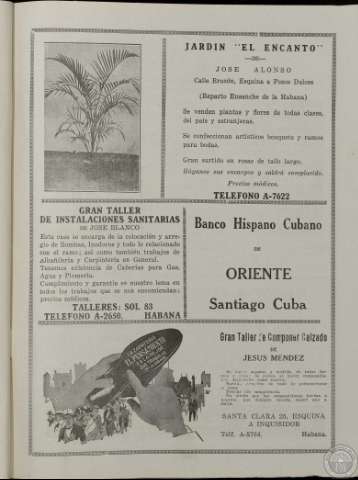 JARDIN "EL ENCANTO"
DE
JOSE ALONSO
Calle Ermita, Esquina a Ponce Dulces
(Reparto Ensanche de la Habana)
Se venden plantas y flores de todas clases,
del país y extranjeras.
Se confeccionan artísticos bouquets y ramos
para bodas.
Gran surtido en rosas de tallo largo.
Háganos sus encargos y saldrá complacido.
Precios módicos.
TELEFONO A-7622
GRAN TALLER
DE INSTALACIONES SANITARIAS
DE JOSE BLANCO
Esta casa se encarga de la colocación y arre-
glo de Bombas, Inodoros y todo lo relacionado
con el ramo; así como también trabajos de
Albañilería y Carpintería en General.
Tenemos existencia de Cañerías para Gas,
Agua y Plomería.
Cumplimiento y garantía es nuestro lema en
todos los trabajos que se nos encomienden:
precios módicos.
TALLERES: SOL 83
TELEFONO A-2650. HABANA
Banco Hispano Cubano
DE
ORIENTE
Santiago Cuba
Gran Taller de Componer Calzado
DE
JESUS MENDEZ
SANTA CLARA 25, ESQUINA
A INQUISIDOR
Teléf. A-8764. Habana.